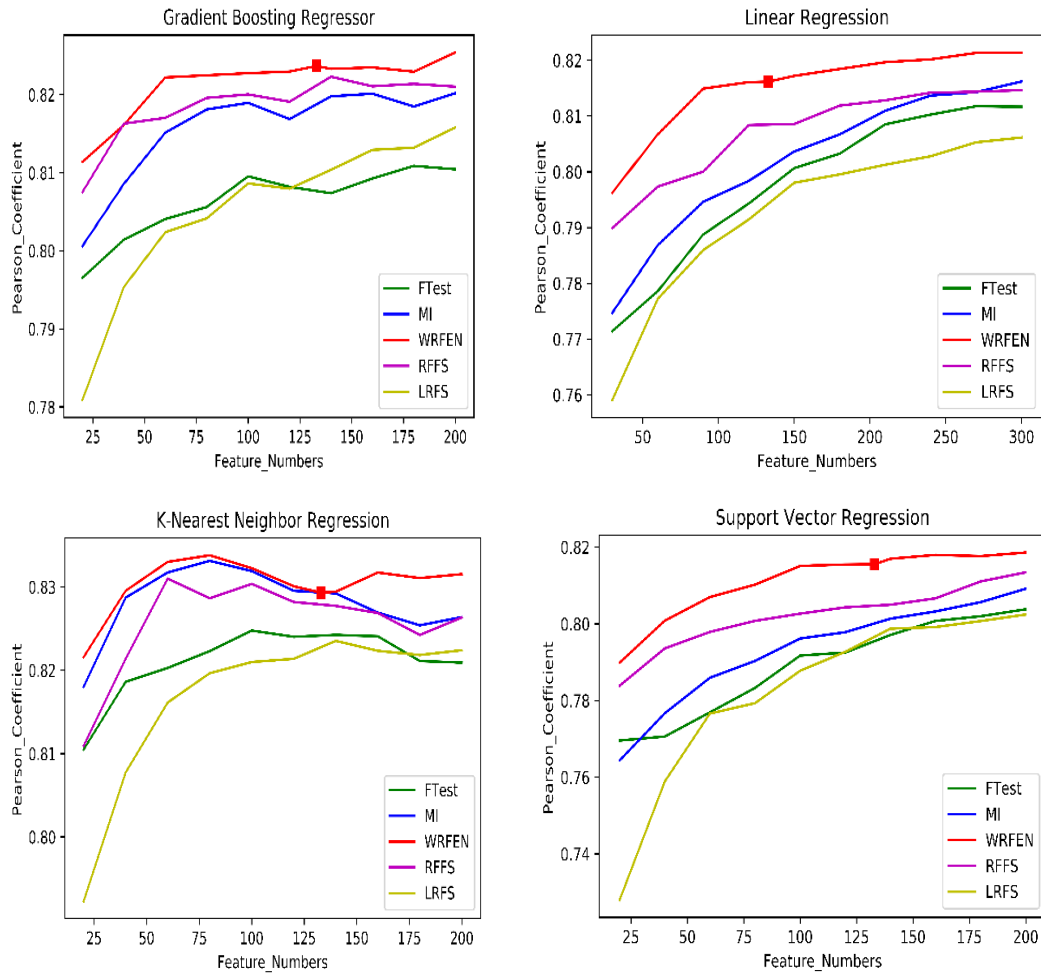 Gradient Boosting Regressor
Pearson_Coefficient
0.82
0.81
0.80
0.79
0.78
FTest
MI
WRFEN
RFFS
LRFS
25 50 75 100 125 150 175 200
Feature_Numbers
Linear Regression
Pearson_Coefficient
0.82
0.81
0.80
0.79
0.78
0.77
0.76
FTest
MI
WRFEN
RFFS
LRFS
50 100 150 200 250 300
Feature_Numbers
K-Nearest Neighbor Regression
Pearson_Coefficient
0.83
0.82
0.81
0.80
FTest
MI
WRFEN
RFFS
LRFS
25 50 75 100 125 150 175 200
Feature_Numbers
Support Vector Regression
Pearson_Coefficient
0.82
0.80
0.78
0.76
0.74
FTest
MI
WRFEN
RFFS
LRFS
25 50 75 100 125 150 175 200
Feature_Numbers